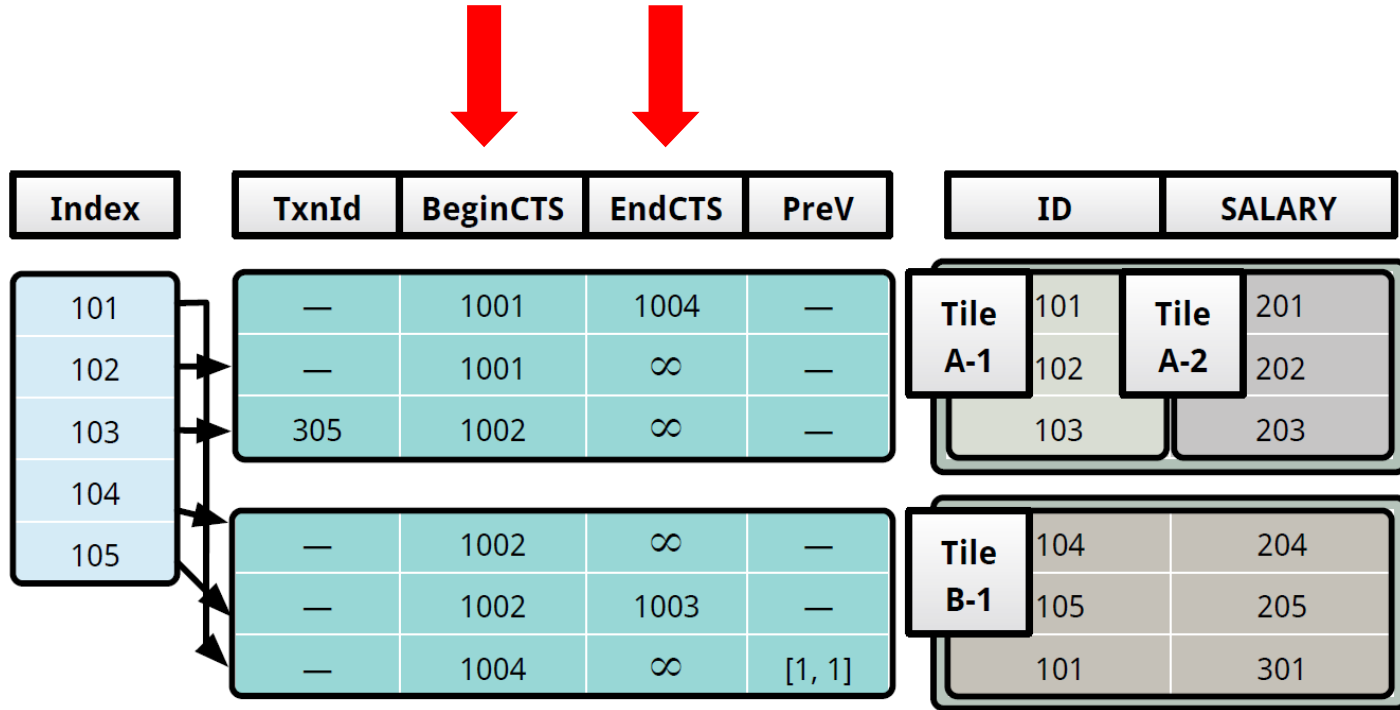 Index TxnId BeginCTS EndCTS PreV ID SALARY
101 — 1001 1004 — Tile A-1 101 Tile A-2 201
102 — 1001 ∞ — 102 202
103 305 1002 ∞ — 103 203
104 — 1002 ∞ — Tile B-1 104 204
105 — 1002 1003 — 105 205
— 1004 ∞ [1, 1] 101 301